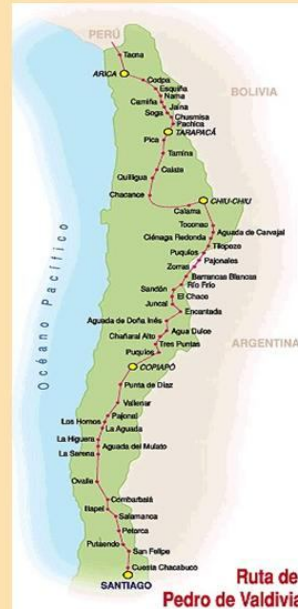 PERÚ
Tacna
ARICA
Codpa
BOLIVIA
Esquiña
Nama
Camiña
Jaina
Soga
Chusmisa
Pachica
TARAPACÁ
Pica
Tamina
Calate
Quilligua
Chacance
CHIU-CHIU
Calama
Toconao
Aguada de Carvajal
Ciénaga Redonda
Tilopozo
Puquíos
Pajonales
Zorras
Barrancas Blancas
Río Frío
Sandón
El Chaco
Juncal
Encantada
Aguada de Doña Inés
Agua Dulce
Chañaral Alto
Tres Puntas
ARGENTINA
Puquios
COPIAPÓ
Océano Pacífico
Punta de Díaz
Vallenar
Pajonal
Los Hornos
La Aguada
La Higuera
Aguada del Mulato
La Serena
Ovalle
Combarbalá
Illapel
Salamanca
Petorca
Putaendo
San Felipe
Cuesta Chacabuco
SANTIAGO
Ruta de
Pedro de Valdivia